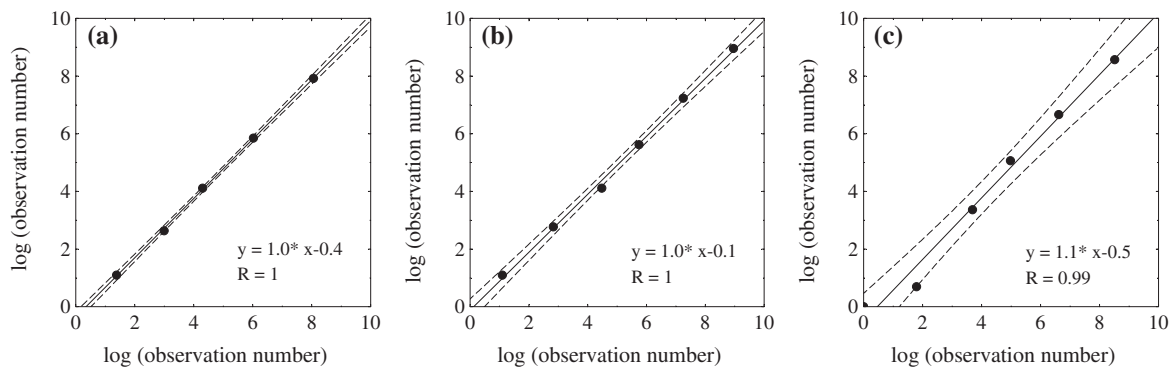 (a)
10
8
6
4
2
0
log (observation number)
y = 1.0* x-0.4
R = 1
0 2 4 6 8 10
log (observation number)
(b)
10
8
6
4
2
0
log (observation number)
y = 1.0* x-0.1
R = 1
0 2 4 6 8 10
log (observation number)
(c)
10
8
6
4
2
0
log (observation number)
y = 1.1* x-0.5
R = 0.99
0 2 4 6 8 10
log (observation number)